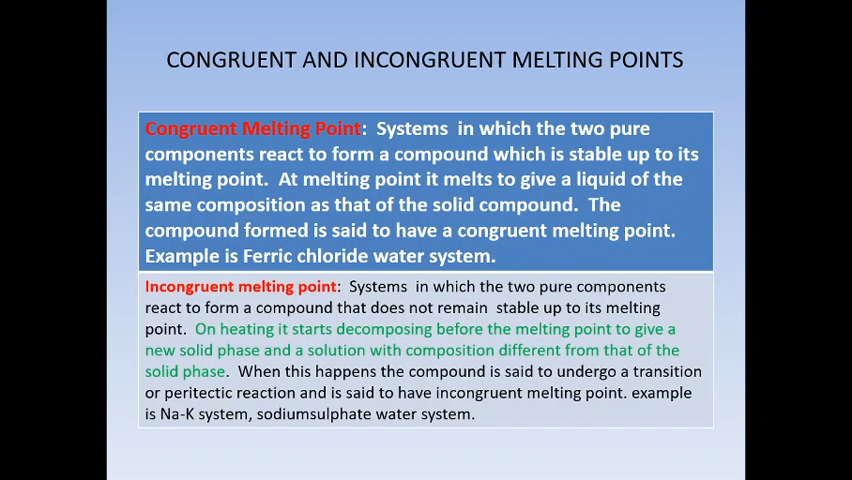 CONGRUENT AND INCONGRUENT MELTING POINTS
Congruent Melting Point: Systems in which the two pure
components react to form a compound which is stable up to its
melting point. At melting point it melts to give a liquid of the
same composition as that of the solid compound. The
compound formed is said to have a congruent melting point.
Example is Ferric chloride water system.
Incongruent melting point: Systems in which the two pure components
react to form a compound that does not remain stable up to its melting
point. On heating it starts decomposing before the melting point to give a
new solid phase and a solution with composition different from that of the
solid phase. When this happens the compound is said to undergo a transition
or peritectic reaction and is said to have incongruent melting point. example
is Na-K system, sodiumsulphate water system.